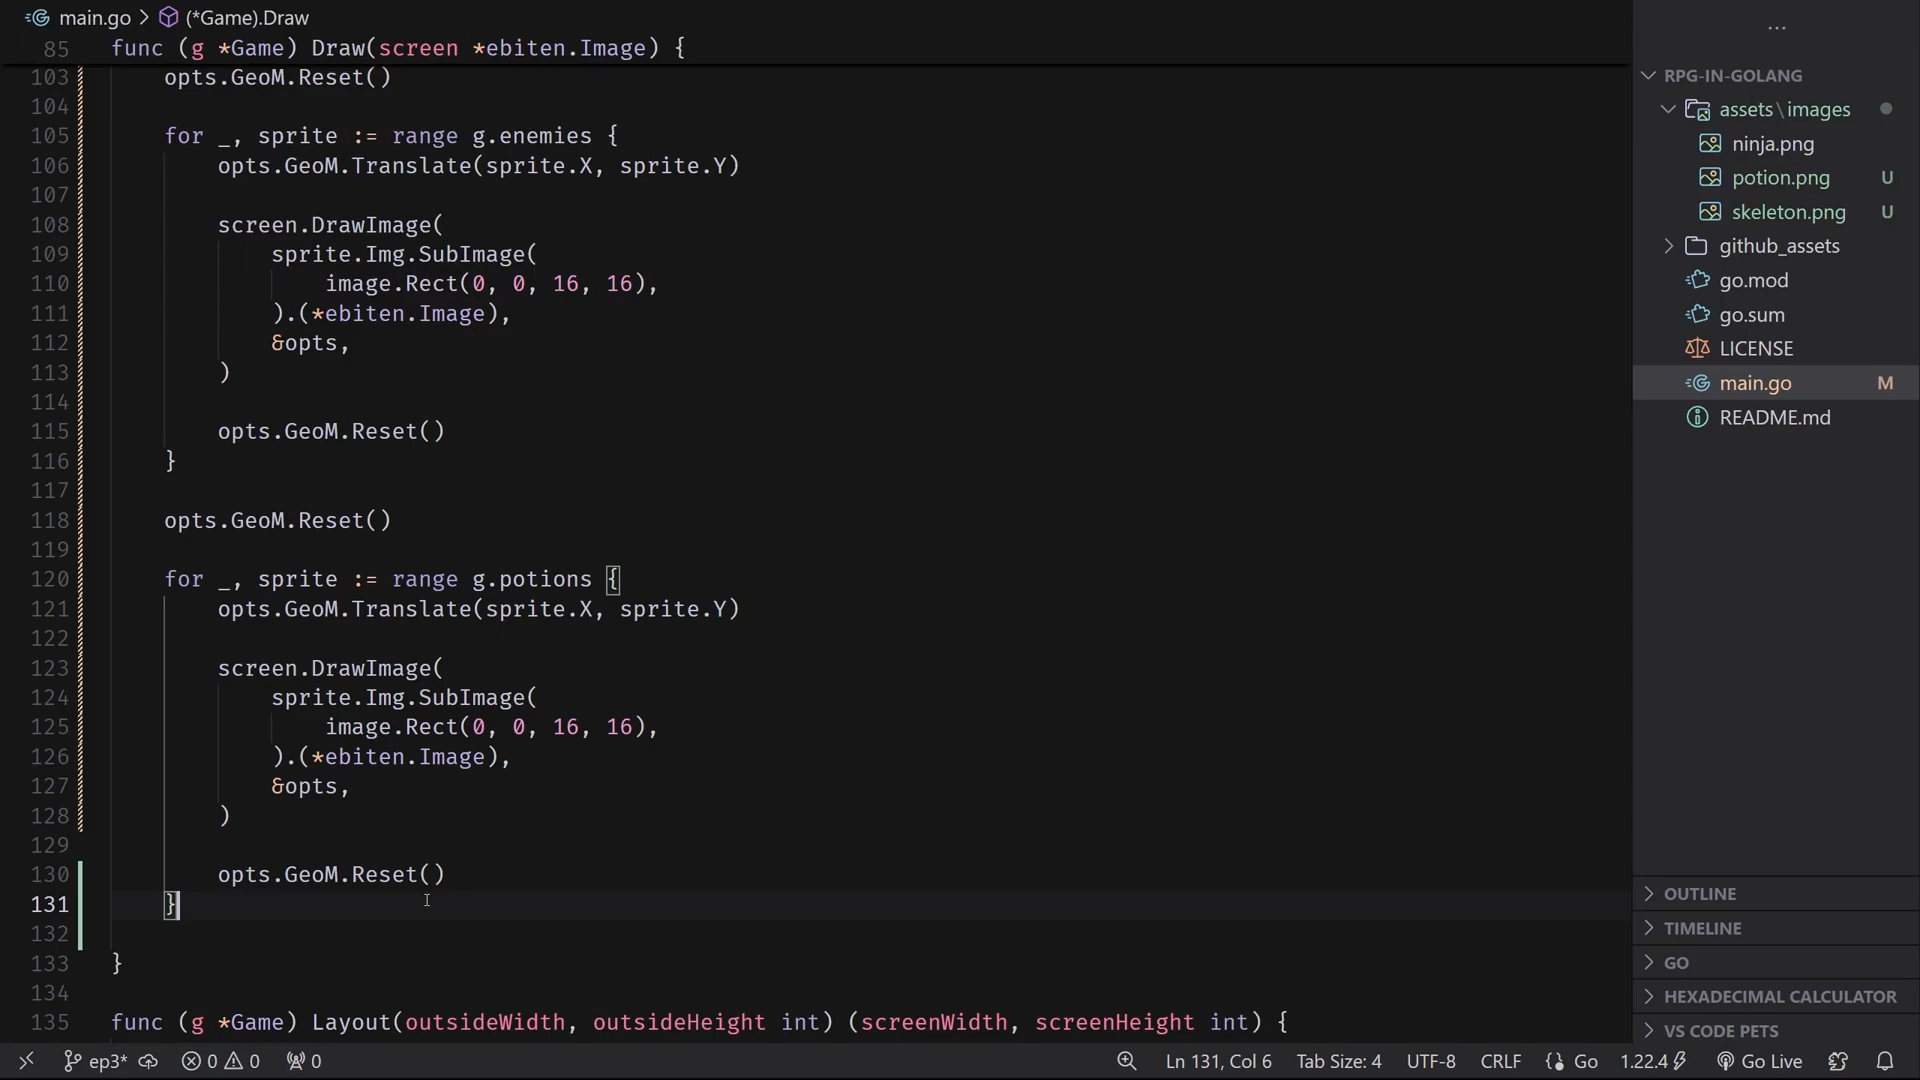 main.go > (*Game).Draw
85 func (g *Game) Draw(screen *ebiten.Image) {
103 opts.GeoM.Reset()
104
105 for _, sprite := range g.enemies {
106 opts.GeoM.Translate(sprite.X, sprite.Y)
107
108 screen.DrawImage(
109 sprite.Img.SubImage(
110 image.Rect(0, 0, 16, 16),
111 ).(*ebiten.Image),
112 &opts,
113 )
114
115 opts.GeoM.Reset()
116 }
117
118 opts.GeoM.Reset()
119
120 for _, sprite := range g.potions {
121 opts.GeoM.Translate(sprite.X, sprite.Y)
122
123 screen.DrawImage(
124 sprite.Img.SubImage(
125 image.Rect(0, 0, 16, 16),
126 ).(*ebiten.Image),
127 &opts,
128 )
129
130 opts.GeoM.Reset()
131 }
132
133 }
134
135 func (g *Game) Layout(outsideWidth, outsideHeight int) (screenWidth, screenHeight int) {
...
RPG-IN-GOLANG
assets\images
ninja.png
potion.png U
skeleton.png U
github_assets
go.mod
go.sum
LICENSE
main.go M
README.md
OUTLINE
TIMELINE
GO
HEXADECIMAL CALCULATOR
VS CODE PETS
ep3* 0 0 0 Ln 131, Col 6 Tab Size: 4 UTF-8 CRLF {} Go 1.22.4 Go Live